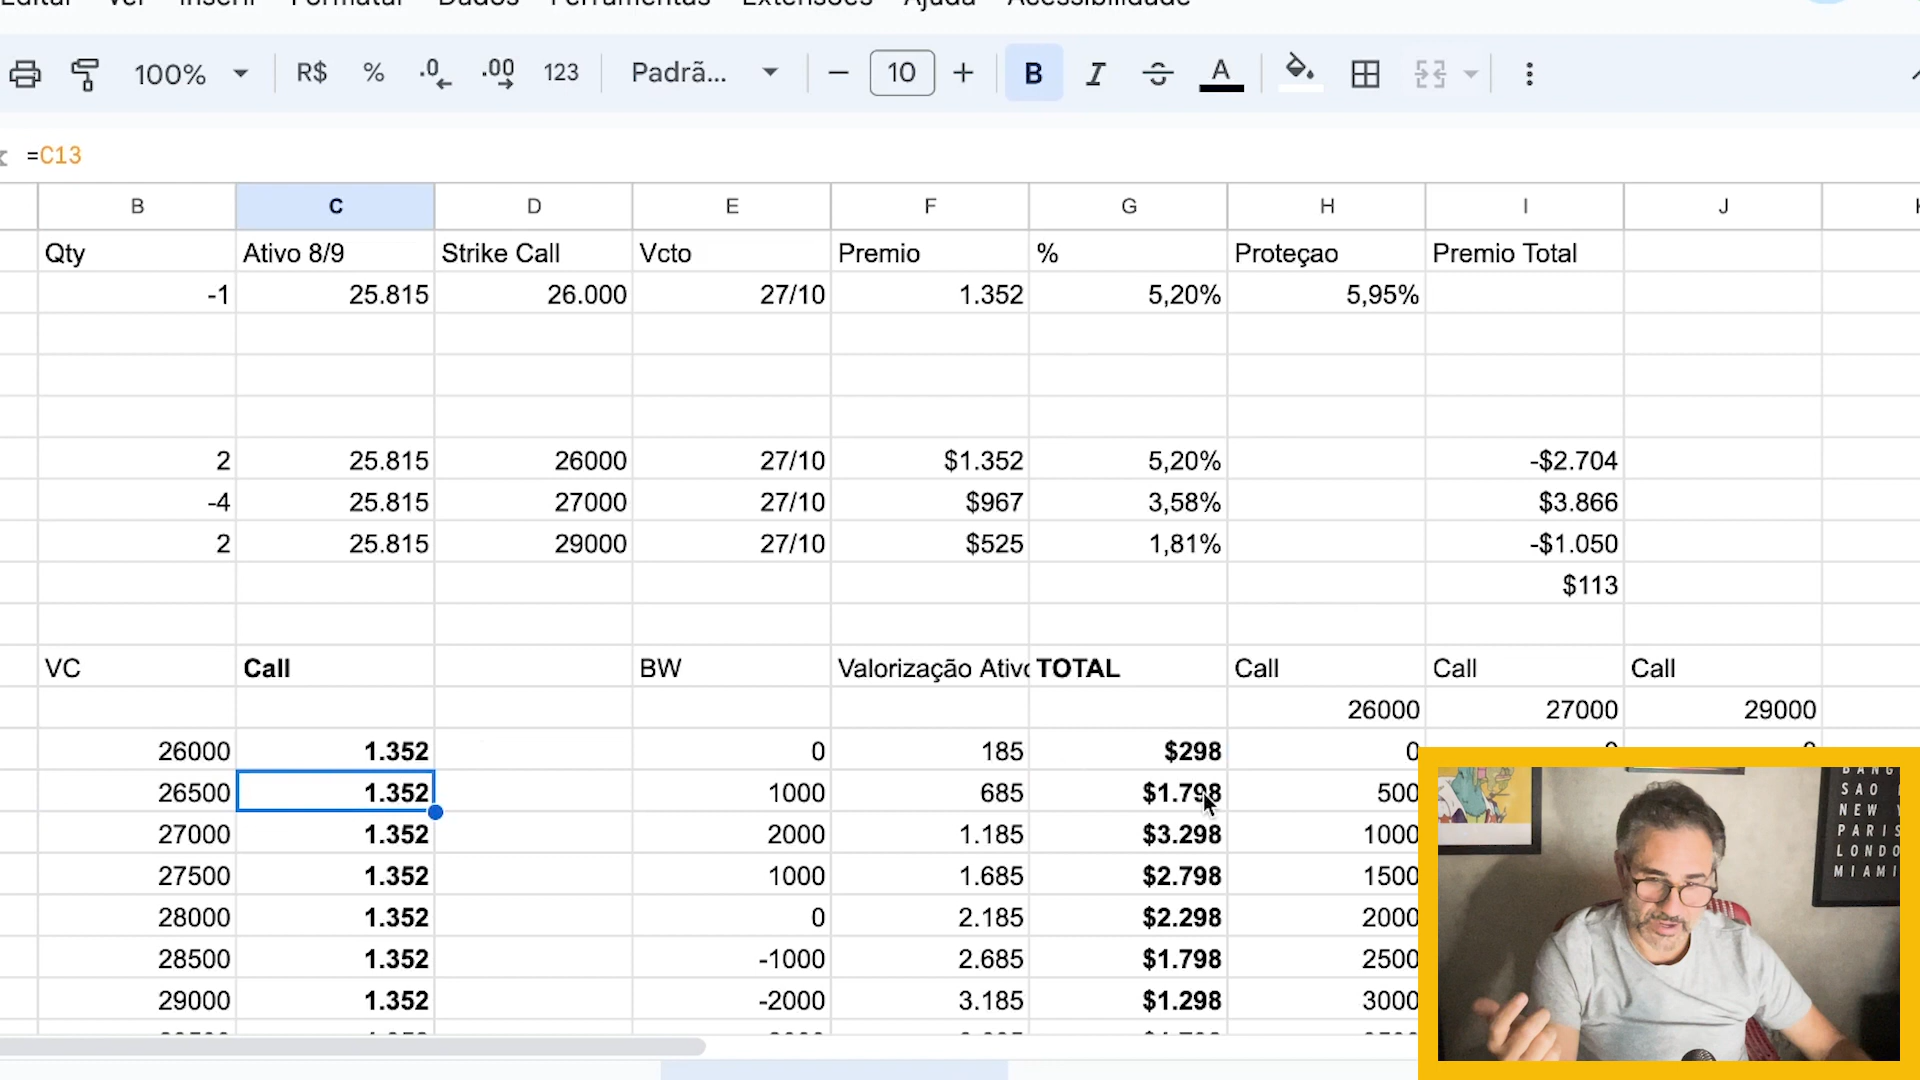 Editar Ver Inserir Formatar Dados Ferramentas Extensões Ajuda Acessibilidade
100% R$ % .0 .00 123 Padrã... 10 B I A
=C13
B C D E F G H I J
Qty Ativo 8/9 Strike Call Vcto Premio % Proteçao Premio Total
-1 25.815 26.000 27/10 1.352 5,20% 5,95%
2 25.815 26000 27/10 $1.352 5,20% -$2.704
-4 25.815 27000 27/10 $967 3,58% $3.866
2 25.815 29000 27/10 $525 1,81% -$1.050
$113
VC Call BW Valorização Ativo TOTAL Call Call Call
26000 27000 29000
26000 1.352 0 185 $298 0 0 0
26500 1.352 1000 685 $1.798 500
27000 1.352 2000 1.185 $3.298 1000
27500 1.352 1000 1.685 $2.798 1500
28000 1.352 0 2.185 $2.298 2000
28500 1.352 -1000 2.685 $1.798 2500
29000 1.352 -2000 3.185 $1.298 3000
BANG
SAO
NEW Y
PARIS
LONDO
MIAMI